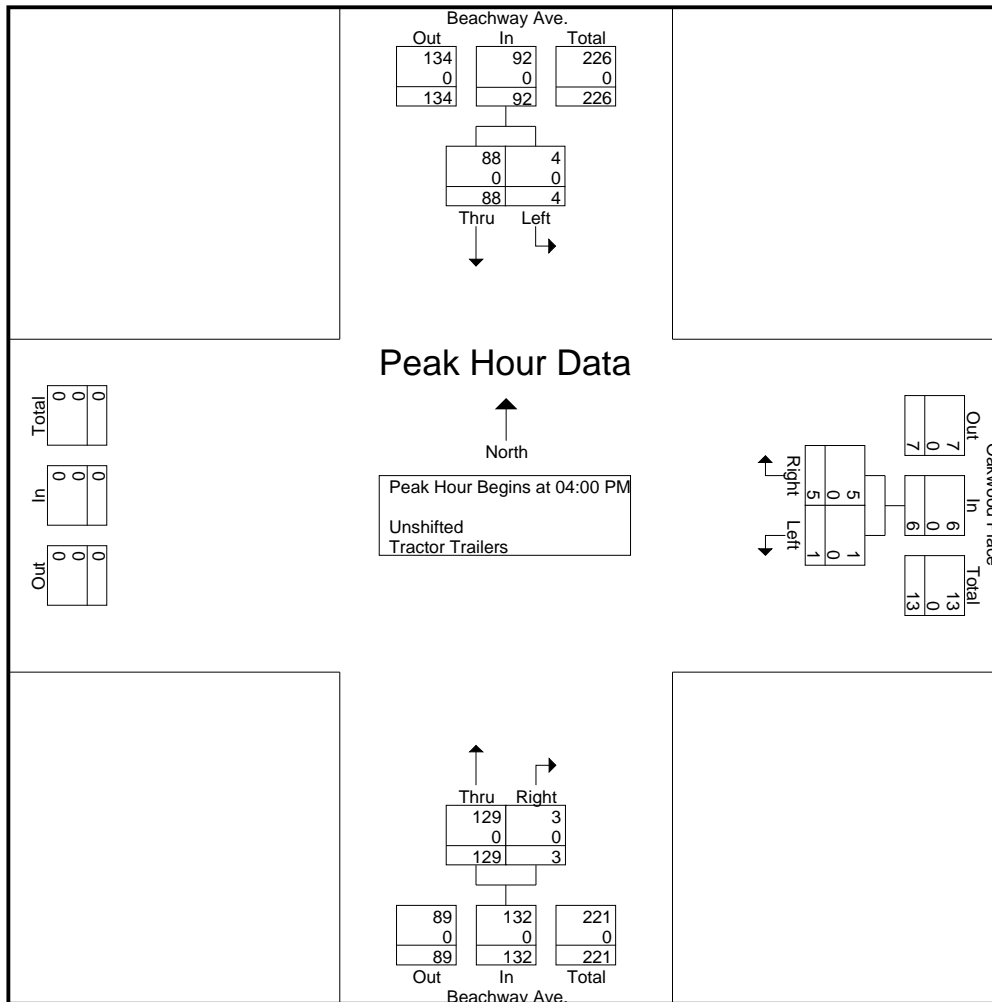 Beachway Ave.
Out In Total
134 92 226
0 0 0
134 92 226
88 4
0 0
88 4
Thru Left
Peak Hour Data
North
Peak Hour Begins at 04:00 PM
Unshifted
Tractor Trailers
Total
0 0 0
In
0 0 0
Out
0 0 0
Right Left
5 1
0 0
5 1
Oakwood Place
Out In Total
7 6 13
0 0 0
7 6 13
Thru Right
129 3
0 0
129 3
89 132 221
0 0 0
89 132 221
Out In Total
Beachway Ave.